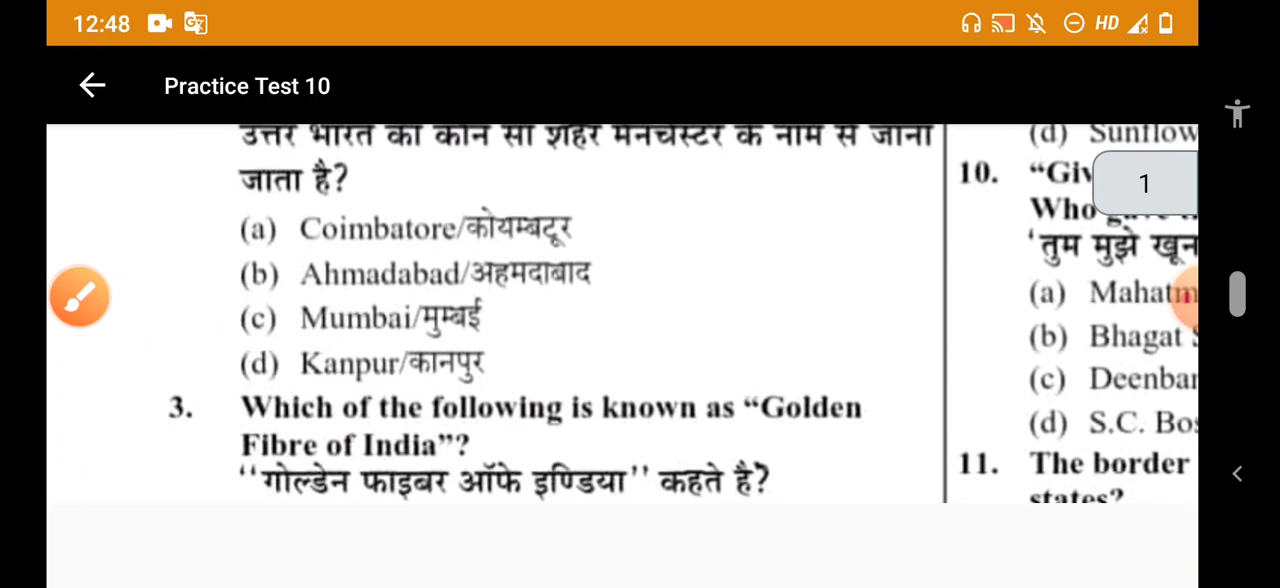 12:48
HD
Practice Test 10
उत्तर भारत का कौन सा शहर मैनचेस्टर के नाम से जाना
जाता है?
(a) Coimbatore/कोयम्बटूर
(b) Ahmadabad/अहमदाबाद
(c) Mumbai/मुम्बई
(d) Kanpur/कानपुर
3. Which of the following is known as “Golden
Fibre of India”?
‘‘गोल्डेन फाइबर ऑफे इण्डिया’’ कहते है?
(d) Sunflow
10. “Giv
1
Who
‘तुम मुझे खून
(a) Mahatm
(b) Bhagat
(c) Deenbar
(d) S.C. Bos
11. The border
states?